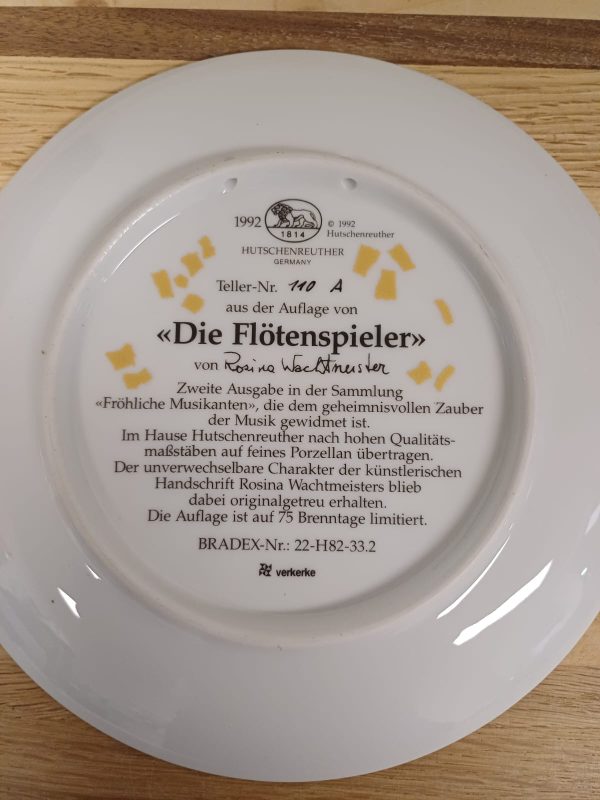 1992
1814
© 1992
Hutschenreuther
HUTSCHENREUTHER
GERMANY
Teller-Nr. 110 A
aus der Auflage von
«Die Flötenspieler»
von Rosina Wachtmeister
Zweite Ausgabe in der Sammlung
«Fröhliche Musikanten», die dem geheimnisvollen Zauber
der Musik gewidmet ist.
Im Hause Hutschenreuther nach hohen Qualitäts-
maßstäben auf feines Porzellan übertragen.
Der unverwechselbare Charakter der künstlerischen
Handschrift Rosina Wachtmeisters blieb
dabei originalgetreu erhalten.
Die Auflage ist auf 75 Brenntage limitiert.
BRADEX-Nr.: 22-H82-33.2
verkerke